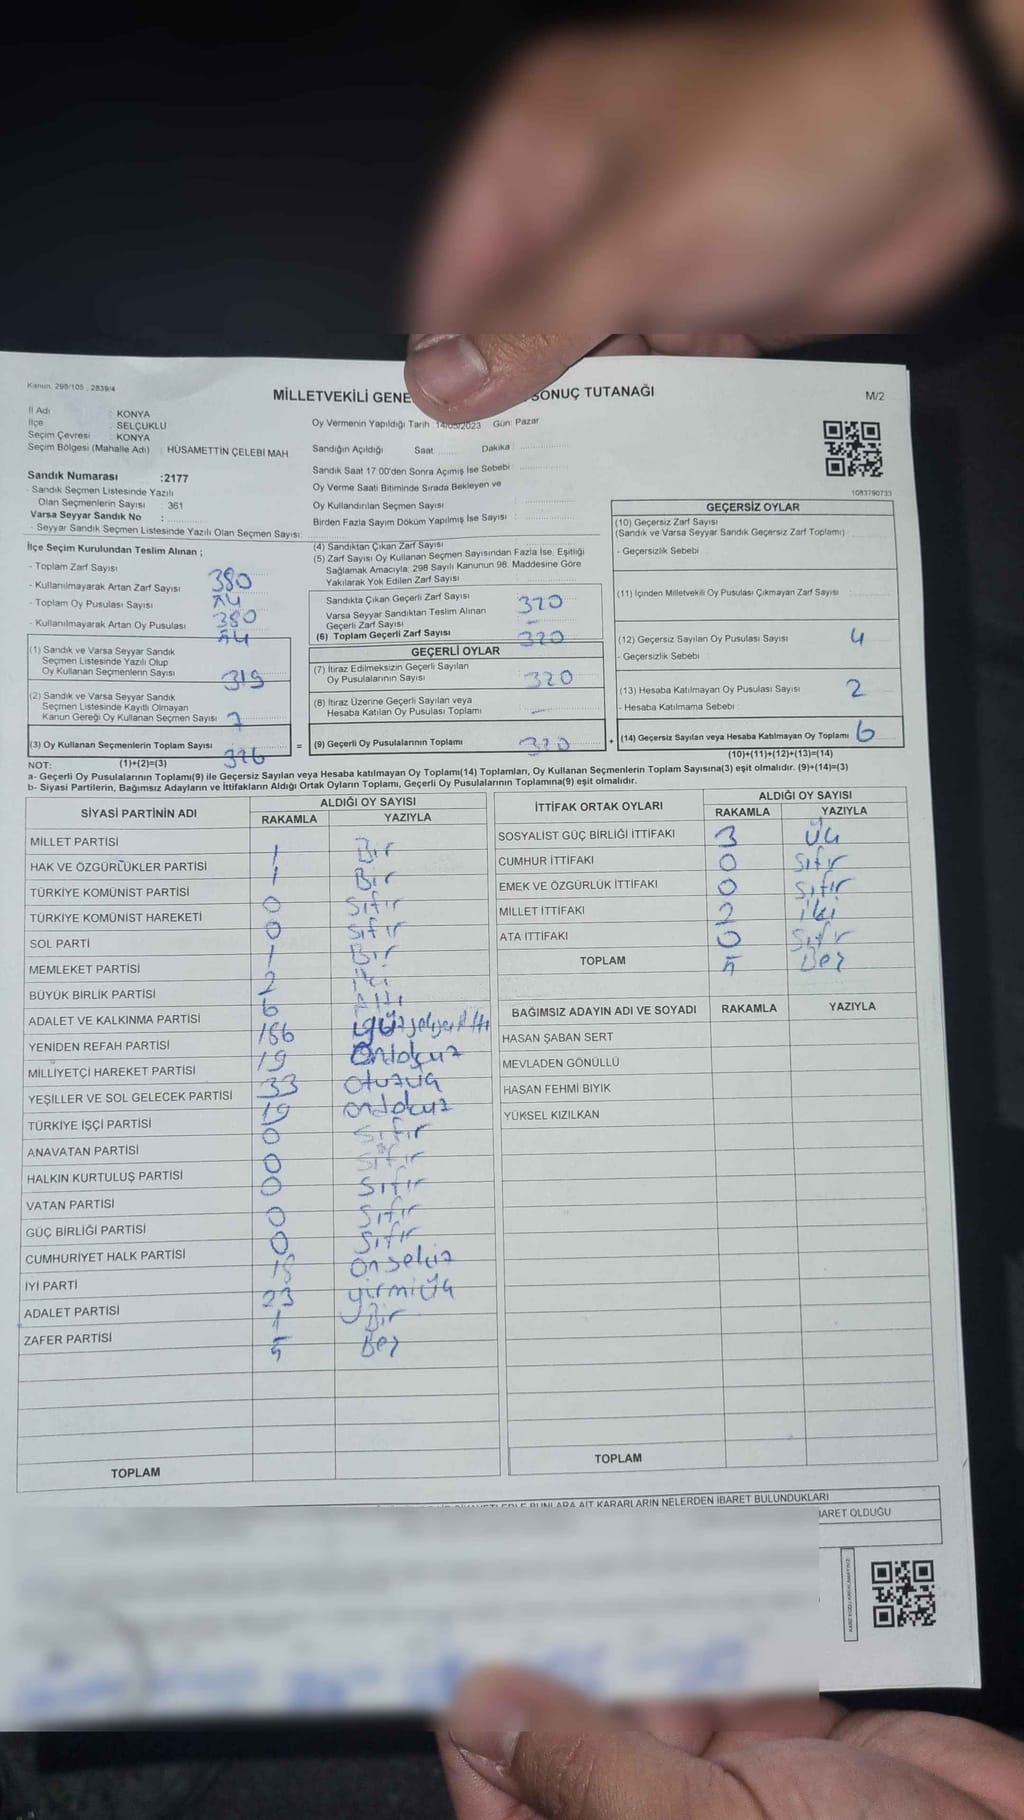 Kanun. 298/105 , 2839/4
MİLLETVEKİLİ GENE SONUÇ TUTANAĞI
M/2
İl Adı : KONYA
İlçe : SELÇUKLU
Seçim Çevresi : KONYA
Seçim Bölgesi (Mahalle Adı) : HÜSAMETTİN ÇELEBİ MAH
Oy Vermenin Yapıldığı Tarih : 14/05/2023 Gün: Pazar
Sandığın Açıldığı Saat: Dakika :
Sandık Saat 17:00'den Sonra Açımış İse Sebebi :
Oy Verme Saati Bitiminde Sırada Bekleyen ve
Oy Kullandırılan Seçmen Sayısı :
Birden Fazla Sayım Döküm Yapılmış İse Sayısı :
1083790733
Sandık Numarası :2177
- Sandık Seçmen Listesinde Yazılı
Olan Seçmenlerin Sayısı : 361
Varsa Seyyar Sandık No :
- Seyyar Sandık Seçmen Listesinde Yazılı Olan Seçmen Sayısı:
İlçe Seçim Kurulundan Teslim Alınan ;
- Toplam Zarf Sayısı 380
- Kullanılmayarak Artan Zarf Sayısı 54
- Toplam Oy Pusulası Sayısı 380
- Kullanılmayarak Artan Oy Pusulası 54
(1) Sandık ve Varsa Seyyar Sandık
Seçmen Listesinde Yazılı Olup
Oy Kullanan Seçmenlerin Sayısı 319
(2) Sandık ve Varsa Seyyar Sandık
Seçmen Listesinde Kayıtlı Olmayan
Kanun Gereği Oy Kullanan Seçmen Sayısı 7
(3) Oy Kullanan Seçmenlerin Toplam Sayısı 326
(1)+(2)=(3)
(4) Sandıktan Çıkan Zarf Sayısı
(5) Zarf Sayısı Oy Kullanan Seçmen Sayısından Fazla İse, Eşitliği
Sağlamak Amacıyla; 298 Sayılı Kanunun 98. Maddesine Göre
Yakılarak Yok Edilen Zarf Sayısı
Sandıkta Çıkan Geçerli Zarf Sayısı 320
Varsa Seyyar Sandıktan Teslim Alınan
Geçerli Zarf Sayısı -
(6) Toplam Geçerli Zarf Sayısı 320
GEÇERLİ OYLAR
(7) İtiraz Edilmeksizin Geçerli Sayılan
Oy Pusulalarının Sayısı 320
(8) İtiraz Üzerine Geçerli Sayılan veya
Hesaba Katılan Oy Pusulası Toplamı -
= (9) Geçerli Oy Pusulalarının Toplamı 320
GEÇERSİZ OYLAR
(10) Geçersiz Zarf Sayısı
(Sandık ve Varsa Seyyar Sandık Geçersiz Zarf Toplamı)
- Geçersizlik Sebebi
(11) İçinden Milletvekili Oy Pusulası Çıkmayan Zarf Sayısı
(12) Geçersiz Sayılan Oy Pusulası Sayısı 4
- Geçersizlik Sebebi
(13) Hesaba Katılmayan Oy Pusulası Sayısı 2
- Hesaba Katılmama Sebebi
+ (14) Geçersiz Sayılan veya Hesaba Katılmayan Oy Toplamı 6
(10)+(11)+(12)+(13)=(14)
NOT:
a- Geçerli Oy Pusulalarının Toplamı(9) ile Geçersiz Sayılan veya Hesaba katılmayan Oy Toplamı(14) Toplamları, Oy Kullanan Seçmenlerin Toplam Sayısına(3) eşit olmalıdır. (9)+(14)=(3)
b- Siyasi Partilerin, Bağımsız Adayların ve İttifakların Aldığı Ortak Oyların Toplamı, Geçerli Oy Pusulalarının Toplamına(9) eşit olmalıdır.
SİYASİ PARTİNİN ADI ALDIĞI OY SAYISI
RAKAMLA YAZIYLA
MİLLET PARTİSİ 1 Bir
HAK VE ÖZGÜRLÜKLER PARTİSİ 1 Bir
TÜRKİYE KOMÜNİST PARTİSİ 0 Sıfır
TÜRKİYE KOMÜNİST HAREKETİ 0 Sıfır
SOL PARTİ 1 Bir
MEMLEKET PARTİSİ 2 iki
BÜYÜK BİRLİK PARTİSİ 6 Altı
ADALET VE KALKINMA PARTİSİ 186
YENİDEN REFAH PARTİSİ 19 Ondokuz
MİLLİYETÇİ HAREKET PARTİSİ 33 otuzüç
YEŞİLLER VE SOL GELECEK PARTİSİ 19 ondokuz
TÜRKİYE İŞÇİ PARTİSİ 0 Sıfır
ANAVATAN PARTİSİ 0 Sıfır
HALKIN KURTULUŞ PARTİSİ 0 Sıfır
VATAN PARTİSİ 0 Sıfır
GÜÇ BİRLİĞİ PARTİSİ 0 Sıfır
CUMHURİYET HALK PARTİSİ 18 Onsekiz
İYİ PARTİ 23 yirmiüç
ADALET PARTİSİ 1 Bir
ZAFER PARTİSİ 5 Beş
TOPLAM
İTTİFAK ORTAK OYLARI ALDIĞI OY SAYISI
RAKAMLA YAZIYLA
SOSYALİST GÜÇ BİRLİĞİ İTTİFAKI 3 Üç
CUMHUR İTTİFAKI 0 Sıfır
EMEK VE ÖZGÜRLÜK İTTİFAKI 0 Sıfır
MİLLET İTTİFAKI 2 iki
ATA İTTİFAKI 0 Sıfır
TOPLAM 5 Beş
BAĞIMSIZ ADAYIN ADI VE SOYADI RAKAMLA YAZIYLA
HASAN ŞABAN SERT
MEVLADEN GÖNÜLLÜ
HASAN FEHMİ BIYIK
YÜKSEL KIZILKAN
TOPLAM
BUNLARA AİT KARARLARIN NELERDEN İBARET BULUNDUKLARI
BARET OLDUĞU